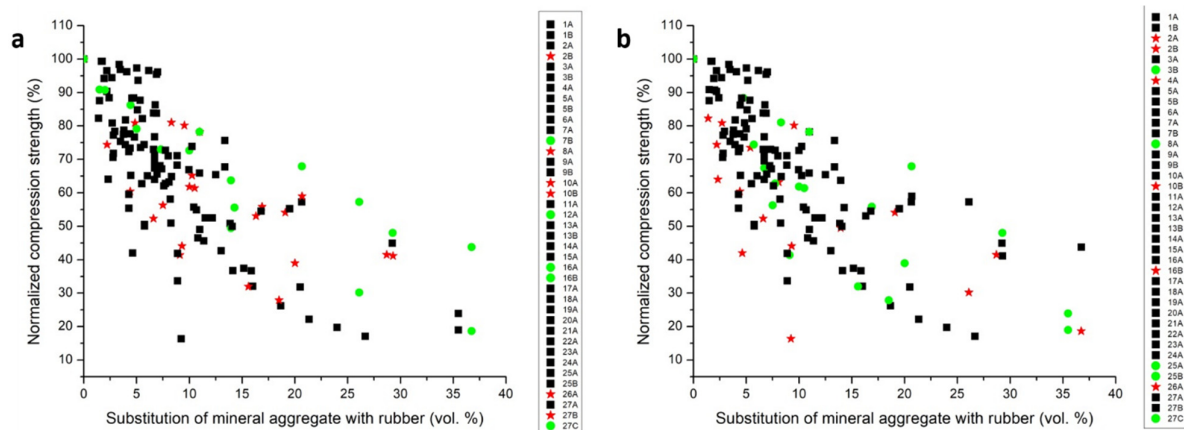 a
Normalized compression strength (%)
110
100
90
80
70
60
50
40
30
20
10
0 5 10 15 20 25 30 35 40
Substitution of mineral aggregate with rubber (vol. %)
1A
1B
2A
2B
3A
3B
4A
5A
5B
6A
7A
7B
8A
9A
9B
10A
10B
11A
12A
13A
13B
14A
15A
16A
16B
17A
18A
19A
20A
21A
22A
23A
24A
25A
25B
26A
27A
27B
27C
b
Normalized compression strength (%)
110
100
90
80
70
60
50
40
30
20
10
0 5 10 15 20 25 30 35 40
Substitution of mineral aggregate with rubber (vol. %)
1A
1B
2A
2B
3A
3B
4A
5A
5B
6A
7A
7B
8A
9A
9B
10A
10B
11A
12A
13A
13B
14A
15A
16A
16B
17A
18A
19A
20A
21A
22A
23A
24A
25A
25B
26A
27A
27B
27C